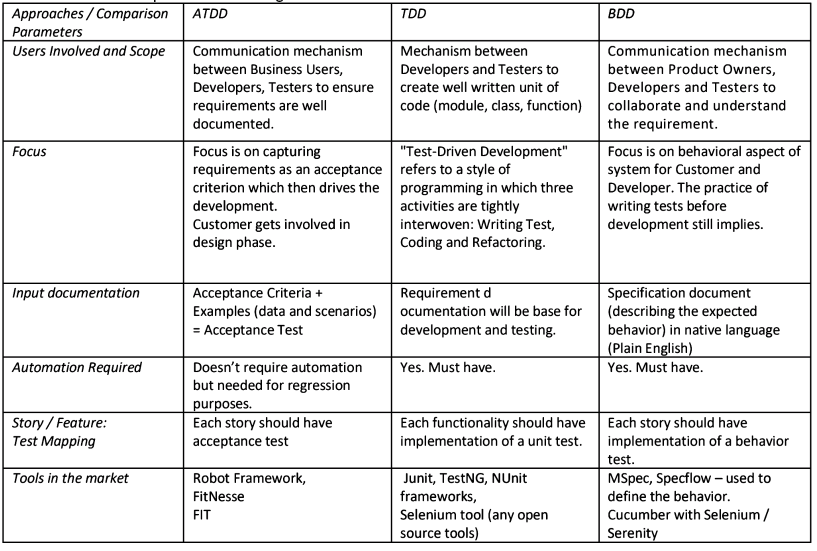 Approaches / Comparison
Parameters
ATDD
TDD
BDD
Users Involved and Scope
Communication mechanism
between Business Users,
Developers, Testers to ensure
requirements are well
documented.
Mechanism between
Developers and Testers to
create well written unit of
code (module, class, function)
Communication mechanism
between Product Owners,
Developers and Testers to
collaborate and understand
the requirement.
Focus
Focus is on capturing
requirements as an acceptance
criterion which then drives the
development.
Customer gets involved in
design phase.
"Test-Driven Development"
refers to a style of
programming in which three
activities are tightly
interwoven: Writing Test,
Coding and Refactoring.
Focus is on behavioral aspect of
system for Customer and
Developer. The practice of
writing tests before
development still implies.
Input documentation
Acceptance Criteria +
Examples (data and scenarios)
= Acceptance Test
Requirement d
ocumentation will be base for
development and testing.
Specification document
(describing the expected
behavior) in native language
(Plain English)
Automation Required
Doesn’t require automation
but needed for regression
purposes.
Yes. Must have.
Yes. Must have.
Story / Feature:
Test Mapping
Each story should have
acceptance test
Each functionality should have
implementation of a unit test.
Each story should have
implementation of a behavior
test.
Tools in the market
Robot Framework,
FitNesse
FIT
Junit, TestNG, NUnit
frameworks,
Selenium tool (any open
source tools)
MSpec, Specflow – used to
define the behavior.
Cucumber with Selenium /
Serenity